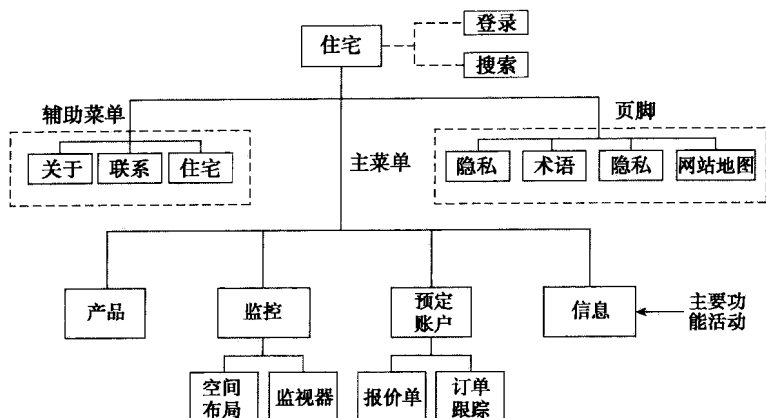 登录
住宅
搜索
辅助菜单
页脚
关于 联系 住宅
主菜单
隐私 术语 隐私 网站地图
产品
监控
预定
账户
信息
主要功
能活动
空间
布局
监视器
报价单
订单
跟踪